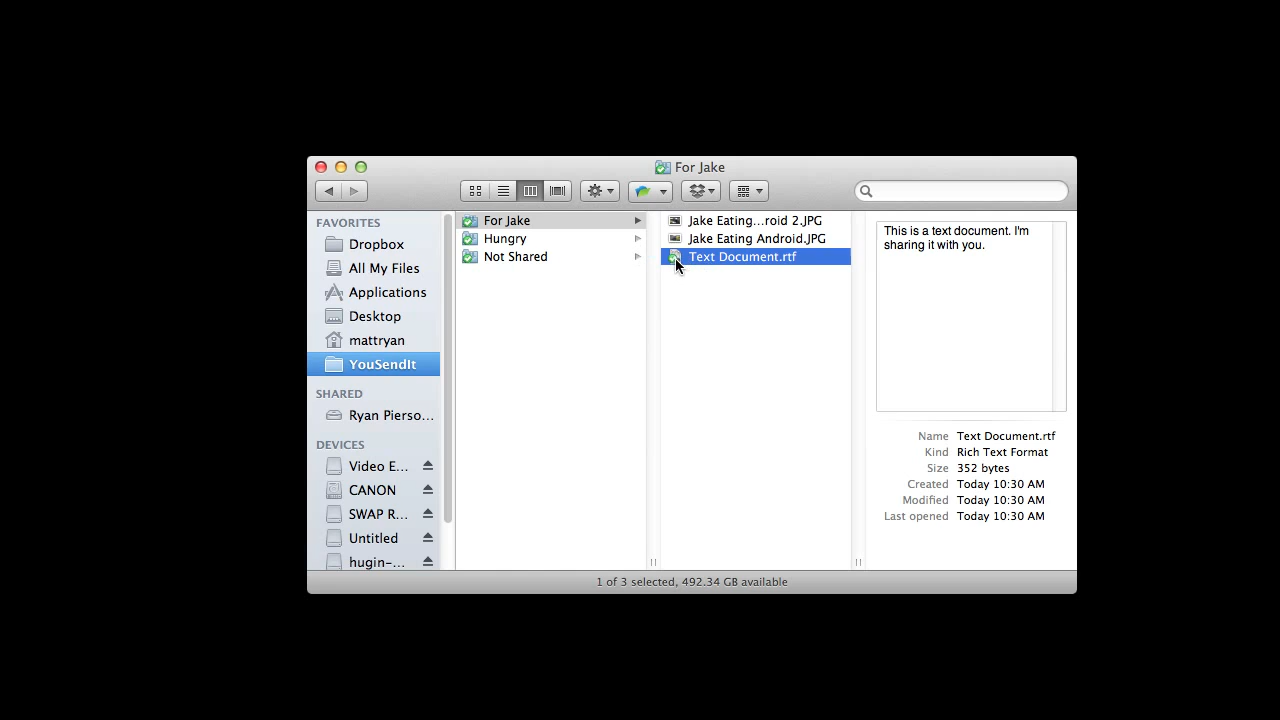 For Jake
FAVORITES
Dropbox
All My Files
Applications
Desktop
mattryan
YouSendIt
SHARED
Ryan Pierso...
DEVICES
Video E...
CANON
SWAP R...
Untitled
hugin-...
For Jake
Hungry
Not Shared
Jake Eating...roid 2.JPG
Jake Eating Android.JPG
Text Document.rtf
This is a text document. I'm
sharing it with you.
Name Text Document.rtf
Kind Rich Text Format
Size 352 bytes
Created Today 10:30 AM
Modified Today 10:30 AM
Last opened Today 10:30 AM
1 of 3 selected, 492.34 GB available